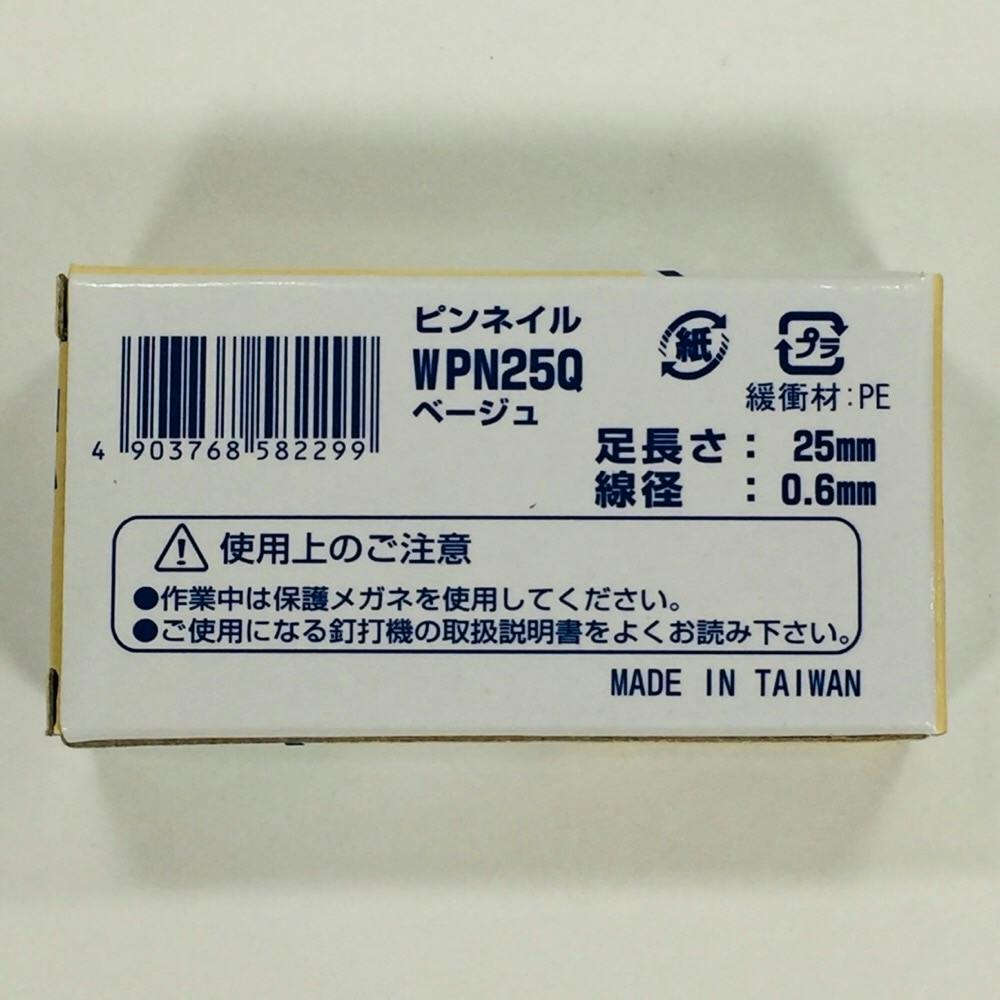 ピンネイル
WPN25Q
ベージュ
4 903768 582299
紙
プラ
緩衝材:PE
足長さ: 25mm
線径 : 0.6mm
使用上のご注意
●作業中は保護メガネを使用してください。
●ご使用になる釘打機の取扱説明書をよくお読み下さい。
MADE IN TAIWAN